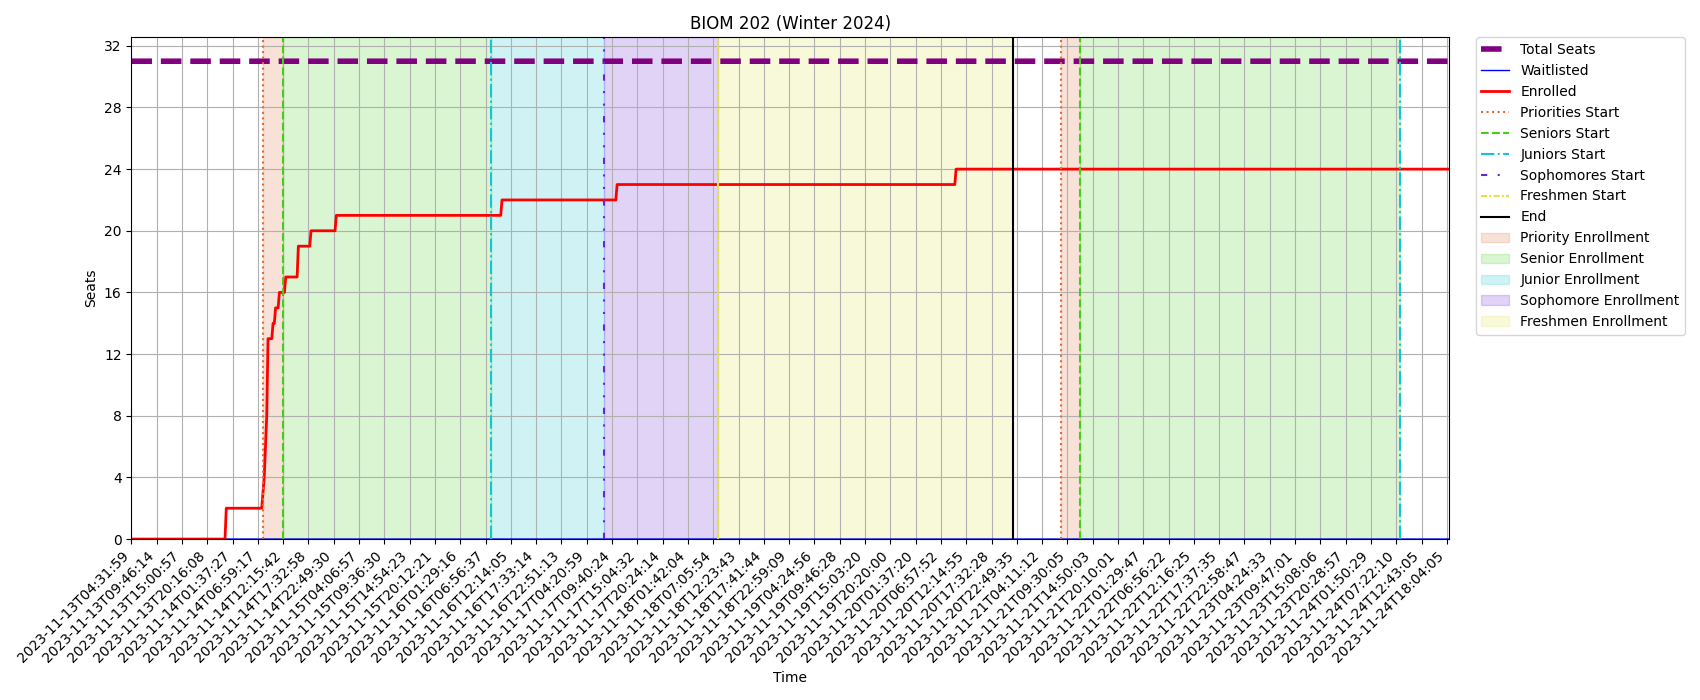 BIOM 202 (Winter 2024)
32
28
24
20
16
12
8
4
0
Seats
2023-11-13T04:31:59
2023-11-13T09:46:14
2023-11-13T15:00:57
2023-11-13T20:16:08
2023-11-14T01:37:27
2023-11-14T06:59:17
2023-11-14T12:15:42
2023-11-14T17:32:58
2023-11-14T22:49:30
2023-11-15T04:06:57
2023-11-15T09:36:30
2023-11-15T14:54:23
2023-11-15T20:12:21
2023-11-16T01:29:16
2023-11-16T06:56:37
2023-11-16T12:14:05
2023-11-16T17:33:14
2023-11-16T22:51:13
2023-11-17T04:20:59
2023-11-17T09:40:24
2023-11-17T15:04:32
2023-11-17T20:24:14
2023-11-18T01:42:04
2023-11-18T07:05:54
2023-11-18T12:23:43
2023-11-18T17:41:44
2023-11-18T22:59:09
2023-11-19T04:24:56
2023-11-19T09:46:28
2023-11-19T15:03:20
2023-11-19T20:20:00
2023-11-20T01:37:20
2023-11-20T06:57:52
2023-11-20T12:14:55
2023-11-20T17:32:28
2023-11-20T22:49:35
2023-11-21T04:11:12
2023-11-21T09:30:05
2023-11-21T14:50:03
2023-11-21T20:10:01
2023-11-22T01:29:47
2023-11-22T06:56:22
2023-11-22T12:16:25
2023-11-22T17:37:35
2023-11-22T22:58:47
2023-11-23T04:24:33
2023-11-23T09:47:01
2023-11-23T15:08:06
2023-11-23T20:28:57
2023-11-24T01:50:29
2023-11-24T07:22:10
2023-11-24T12:43:05
2023-11-24T18:04:05
Time
Total Seats
Waitlisted
Enrolled
Priorities Start
Seniors Start
Juniors Start
Sophomores Start
Freshmen Start
End
Priority Enrollment
Senior Enrollment
Junior Enrollment
Sophomore Enrollment
Freshmen Enrollment